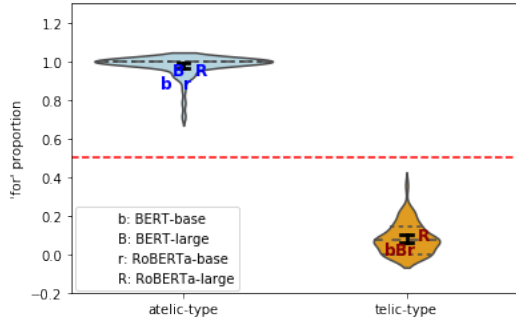 1.2
1.0
0.8
0.6
0.4
0.2
0.0
−0.2
'for' proportion
B R
b r
R
bBr
b: BERT-base
B: BERT-large
r: RoBERTa-base
R: RoBERTa-large
atelic-type
telic-type